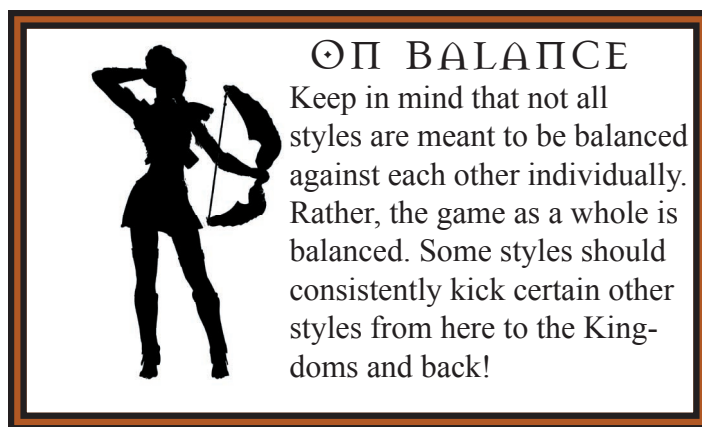 On Balance
Keep in mind that not all
styles are meant to be balanced
against each other individually.
Rather, the game as a whole is
balanced. Some styles should
consistently kick certain other
styles from here to the King-
doms and back!